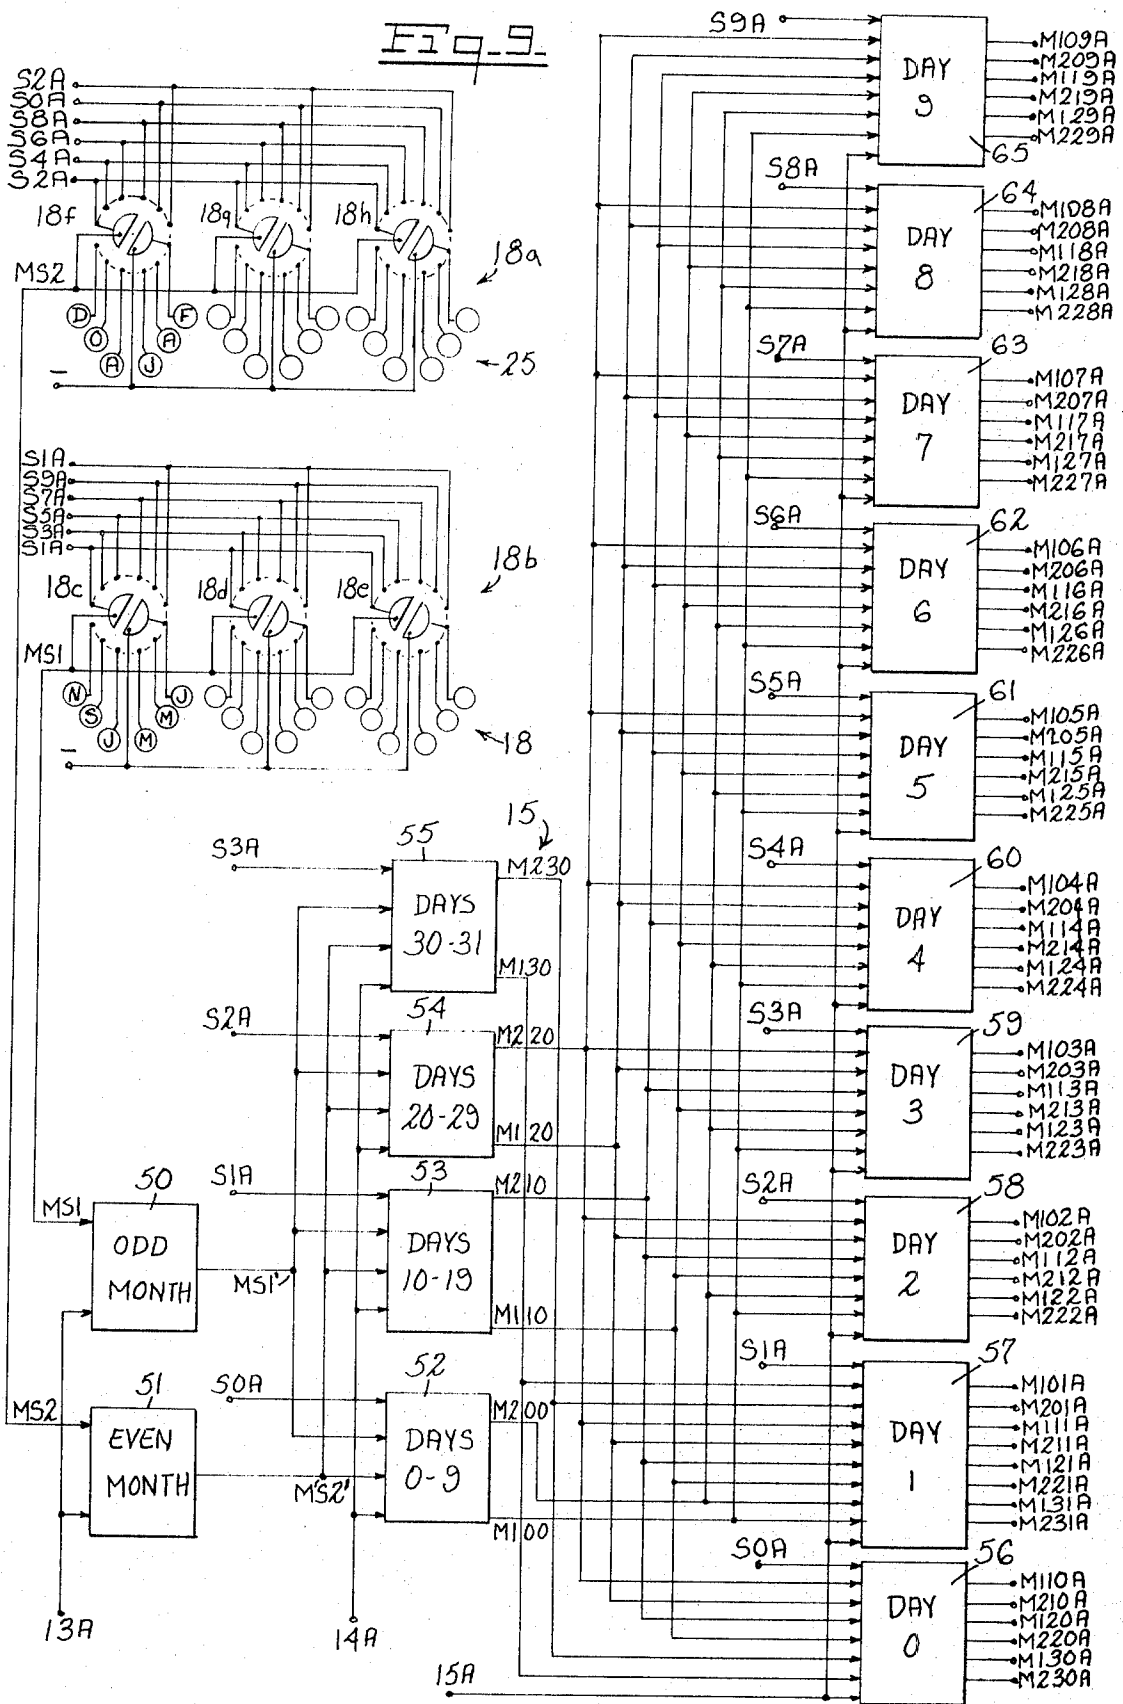 Fig. 9.
S2A
S0A
S8A
S6A
S4A
S2A
18f
18g
18h
18a
MS2
D
O
A
J
A
F
25
–
S1A
S9A
S7A
S5A
S3A
S1A
18c
18d
18e
18b
MS1
N
S
J
M
M
J
18
–
15
S3A
55
DAYS
30-31
M230
M130
S2A
54
DAYS
20-29
M220
M120
S1A
53
DAYS
10-19
M210
M110
S0A
52
DAYS
0-9
M200
M100
MS1
50
ODD
MONTH
MS1'
MS2
51
EVEN
MONTH
MS2'
13A
14A
15A
S9A
DAY
9
65
M109A
M209A
M119A
M219A
M129A
M229A
S8A
64
DAY
8
M108A
M208A
M118A
M218A
M128A
M228A
S7A
63
DAY
7
M107A
M207A
M117A
M217A
M127A
M227A
S6A
62
DAY
6
M106A
M206A
M116A
M216A
M126A
M226A
S5A
61
DAY
5
M105A
M205A
M115A
M215A
M125A
M225A
S4A
60
DAY
4
M104A
M204A
M114A
M214A
M124A
M224A
S3A
59
DAY
3
M103A
M203A
M113A
M213A
M123A
M223A
S2A
58
DAY
2
M102A
M202A
M112A
M212A
M122A
M222A
S1A
57
DAY
1
M101A
M201A
M111A
M211A
M121A
M221A
M131A
M231A
S0A
56
DAY
0
M110A
M210A
M120A
M220A
M130A
M230A